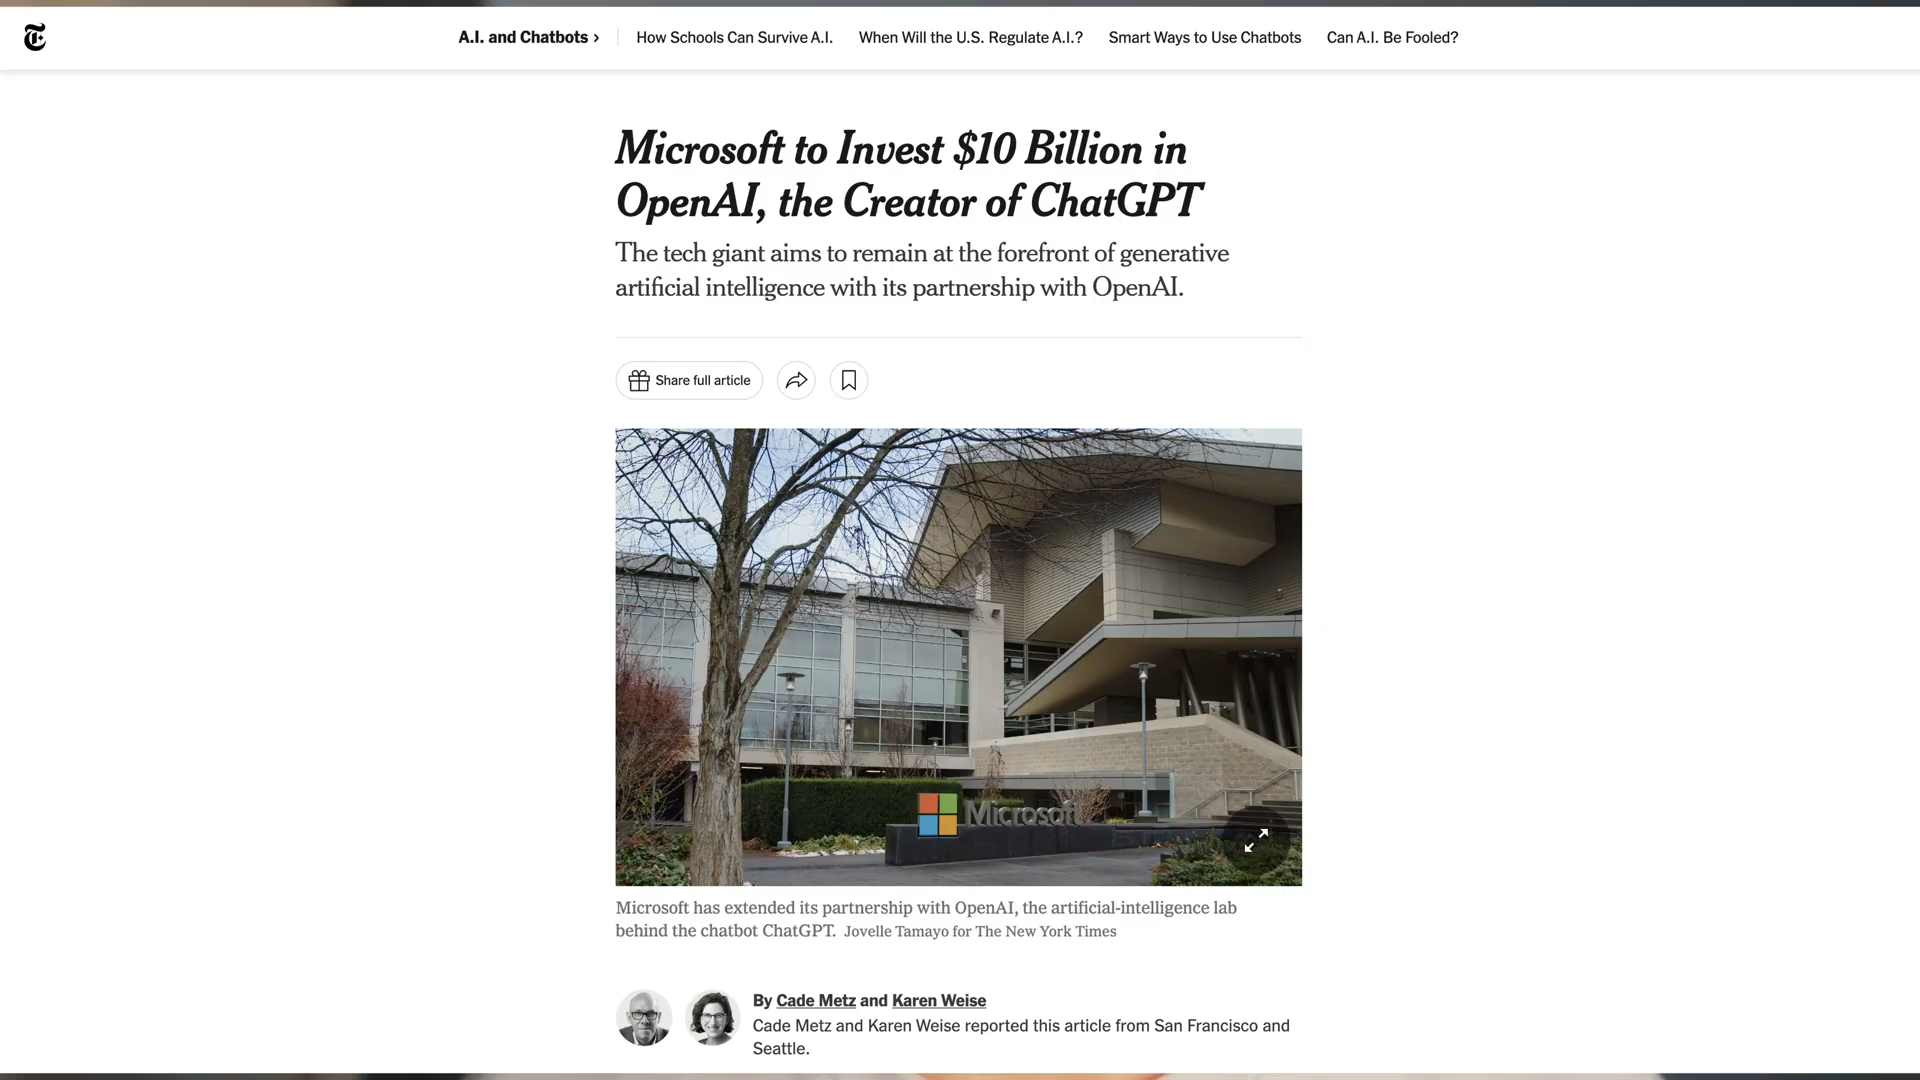 A.I. and Chatbots ›
How Schools Can Survive A.I.
When Will the U.S. Regulate A.I.?
Smart Ways to Use Chatbots
Can A.I. Be Fooled?
Microsoft to Invest $10 Billion in
OpenAI, the Creator of ChatGPT
The tech giant aims to remain at the forefront of generative
artificial intelligence with its partnership with OpenAI.
Share full article
Microsoft
Microsoft has extended its partnership with OpenAI, the artificial-intelligence lab
behind the chatbot ChatGPT. Jovelle Tamayo for The New York Times
By Cade Metz and Karen Weise
Cade Metz and Karen Weise reported this article from San Francisco and
Seattle.